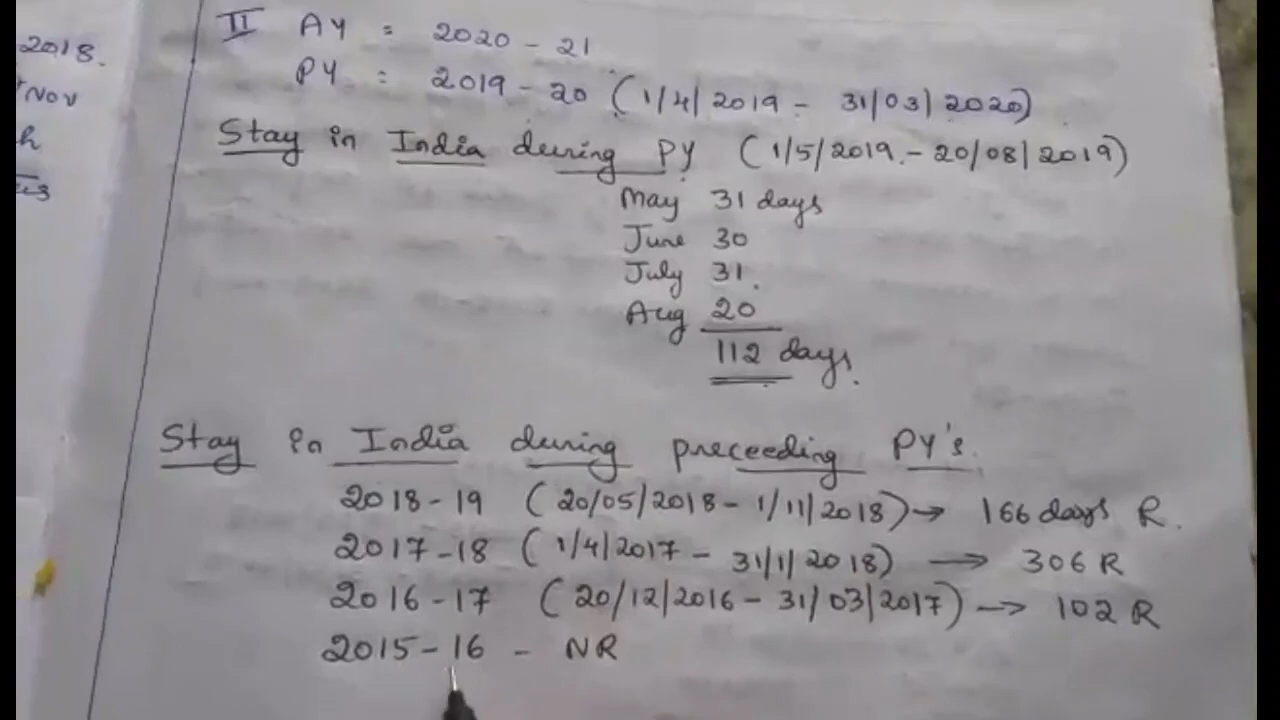 2018.
Nov
h
II AY = 2020 - 21
PY : 2019 - 20 (1/4/2019 - 31/03/2020)
Stay in India during PY (1/5/2019 - 20/08/2019)
May 31 days
June 30
July 31.
Aug 20
112 days.
Stay in India during preceeding PY's.
2018-19 (20/05/2018 - 1/11/2018) → 166 days R.
2017-18 (1/4/2017 - 31/1/2018) → 306 R
2016-17 (20/12/2016 - 31/03/2017) → 102 R
2015-16 - NR